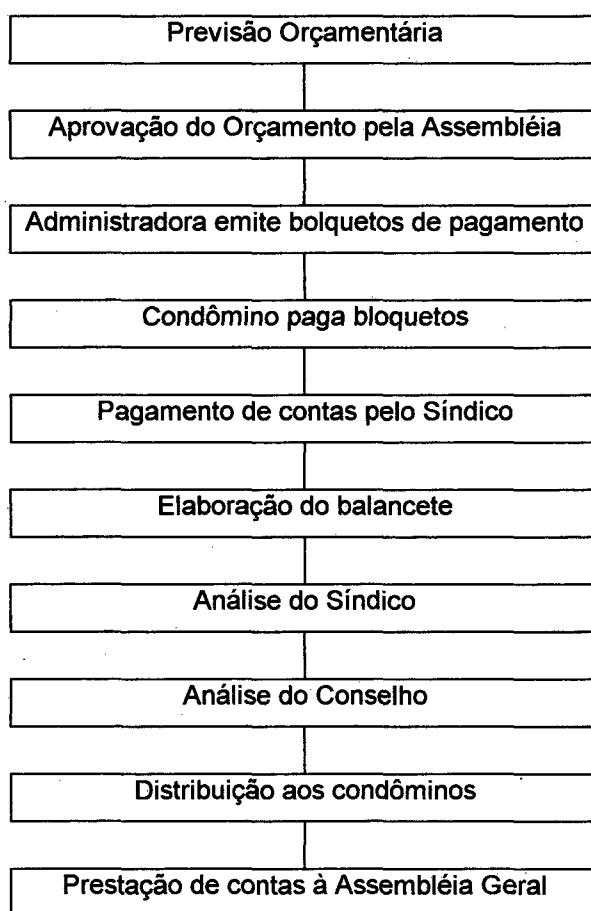 Previsão Orçamentária
Aprovação do Orçamento pela Assembléia
Administradora emite bolquetos de pagamento
Condômino paga bloquetos
Pagamento de contas pelo Síndico
Elaboração do balancete
Análise do Síndico
Análise do Conselho
Distribuição aos condôminos
Prestação de contas à Assembléia Geral